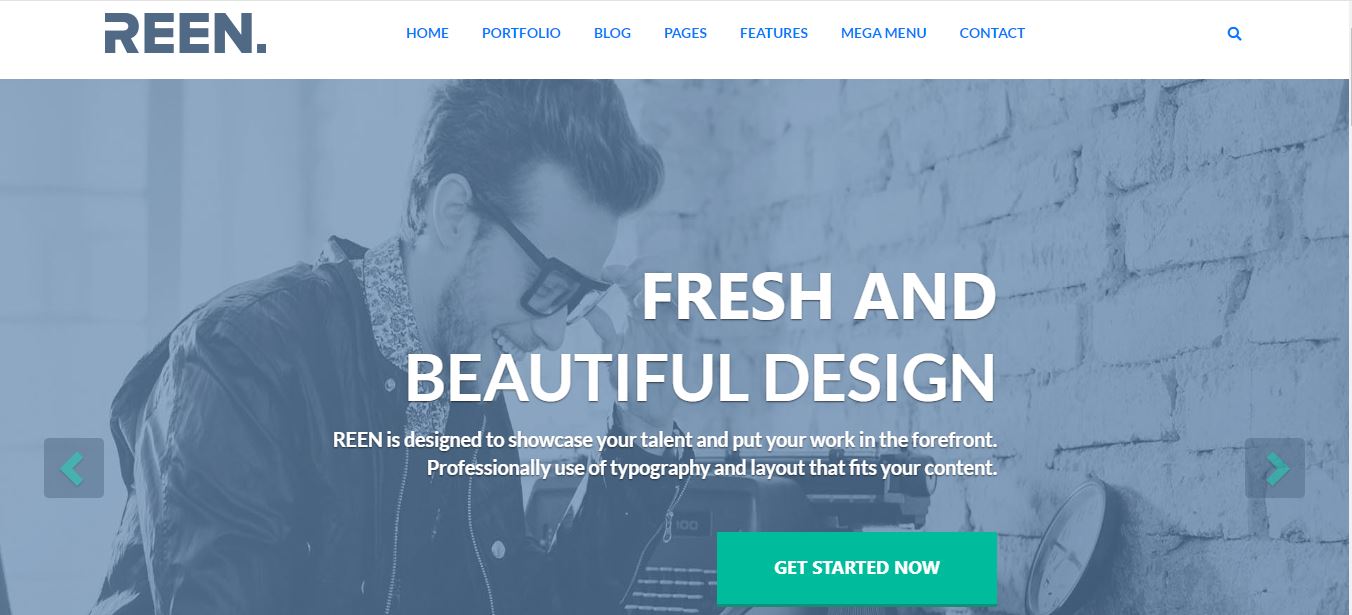 REEN.
HOME PORTFOLIO BLOG PAGES FEATURES MEGA MENU CONTACT
FRESH AND
BEAUTIFUL DESIGN
REEN is designed to showcase your talent and put your work in the forefront.
Professionally use of typography and layout that fits your content.
100
GET STARTED NOW